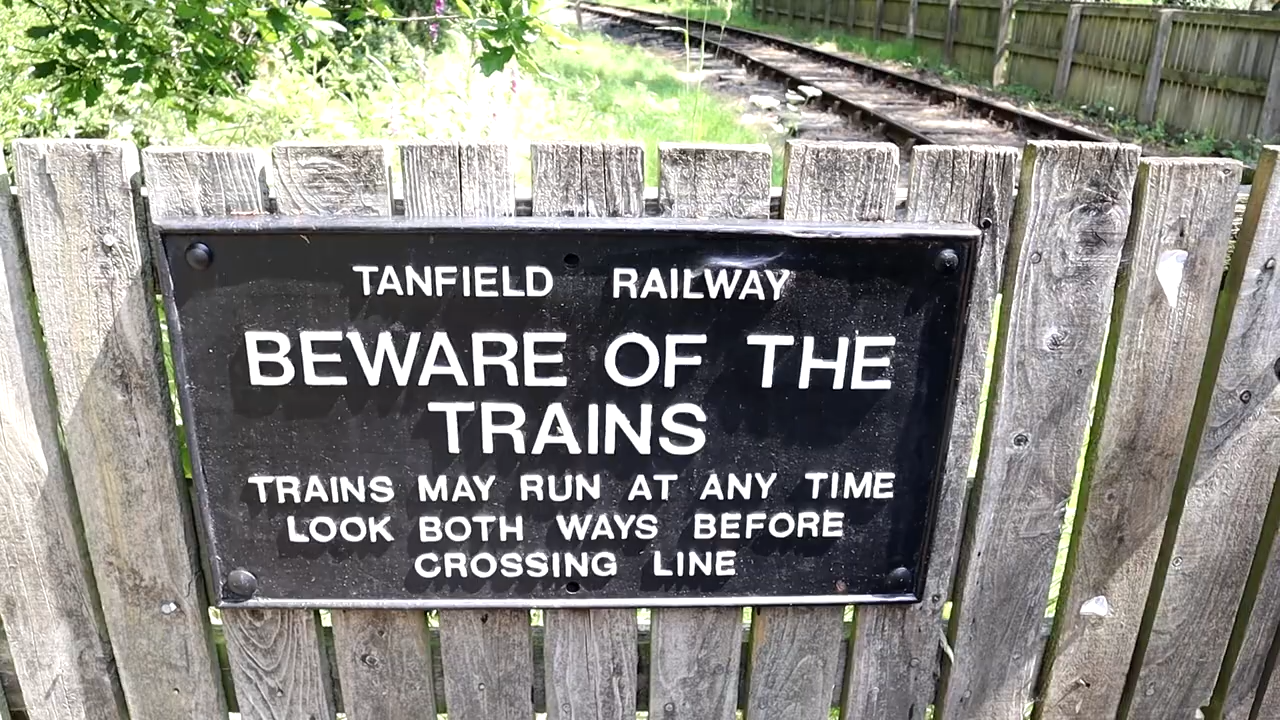 TANFIELD RAILWAY
BEWARE OF THE
TRAINS
TRAINS MAY RUN AT ANY TIME
LOOK BOTH WAYS BEFORE
CROSSING LINE